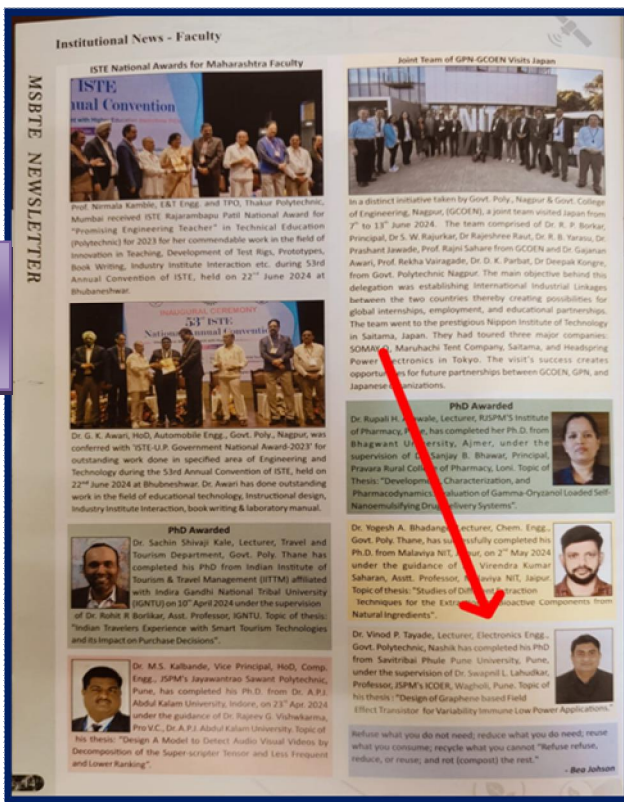 Institutional News - Faculty
MSBTE NEWSLETTER
ISTE National Awards for Maharashtra Faculty
ISTE
nual Convention
Prof. Nirmala Kamble, E&T Engg. and TPO, Thakur Polytechnic,
Mumbai received ISTE Rajarambapu Patil National Award for
"Promising Engineering Teacher" in Technical Education
(Polytechnic) for 2023 for her commendable work in the field of
Innovation in Teaching, Development of Test Rigs, Prototypes,
Book Writing, Industry Institute Interaction etc. during 53rd
Annual Convention of ISTE, held on 22nd June 2024 at
Bhubaneshwar.
INAUGURAL CEREMONY
53rd ISTE
National Annual Convention
Dr. G. K. Awari, HoD, Automobile Engg., Govt. Poly., Nagpur, was
conferred with 'ISTE-U.P. Government National Award-2023' for
outstanding work done in specified area of Engineering and
Technology during the 53rd Annual Convention of ISTE, held on
22nd June 2024 at Bhubneshwar. Dr. Awari has done outstanding
work in the field of educational technology, Instructional design,
Industry Institute Interaction, book writing & laboratory manual.
PhD Awarded
Dr. Sachin Shivaji Kale, Lecturer, Travel and
Tourism Department, Govt. Poly. Thane has
completed his PhD from Indian Institute of
Tourism & Travel Management (IITTM) affiliated
with Indira Gandhi National Tribal University
(IGNTU) on 10th April 2024 under the supervision
of Dr. Rohit R Borlikar, Asst. Professor, IGNTU. Topic of thesis:
"Indian Travelers Experience with Smart Tourism Technologies
and its Impact on Purchase Decisions".
Dr. M.S. Kalbande, Vice Principal, HoD, Comp.
Engg., JSPM's Jayawantrao Sawant Polytechnic,
Pune, has completed his Ph.D. from Dr. A.P.J.
Abdul Kalam University, Indore, on 23rd Apr. 2024
under the guidance of Dr. Rajeev G. Vishwkarma,
Pro V.C., Dr. A.P.J. Abdul Kalam University. Topic of
his thesis: "Design A Model to Detect Audio Visual Videos by
Decomposition of the Super-scripter Tensor and Less Frequent
and Lower Ranking".
Joint Team of GPN-GCOEN Visits Japan
NIT
In a distinct initiative taken by Govt. Poly., Nagpur & Govt. College
of Engineering, Nagpur, (GCOEN), a joint team visited Japan from
7th to 13th June 2024. The team comprised of Dr. R. P. Borkar,
Principal, Dr S. W. Rajurkar, Dr Rajeshree Raut, Dr. R. B. Yarasu, Dr.
Prashant Jawade, Prof. Rajni Sahare from GCOEN and Dr. Gajanan
Awari, Prof. Rekha Vairagade, Dr. D. K. Parbat, Dr Deepak Kongre,
from Govt. Polytechnic Nagpur. The main objective behind this
delegation was establishing International Industrial Linkages
between the two countries thereby creating possibilities for
global internships, employment, and educational partnerships.
The team went to the prestigious Nippon Institute of Technology
in Saitama, Japan. They had toured three major companies:
Maruhachi Tent Company, Saitama, and Headspring
Power Electronics in Tokyo. The visit's success creates
opportunities for future partnerships between GCOEN, GPN, and
Japanese organizations.
PhD Awarded
Dr. Rupali H. Lecturer, RJSPM'S Institute
of Pharmacy, Pune, has completed her Ph.D. from
Bhagwant University, Ajmer, under the
supervision of Dr. Sanjay B. Bhawar, Principal,
Pravara Rural College of Pharmacy, Loni. Topic of
Thesis: "Development, Characterization, and
Pharmacodynamics Evaluation of Gamma-Oryzanol Loaded Self-
Nanoemulsifying Drug Delivery Systems".
Dr. Yogesh A. Bhadange, Lecturer, Chem. Engg.,
Govt. Poly. Thane, has successfully completed his
Ph.D. from Malaviya NIT, Jaipur, on 2nd May 2024
under the guidance of Virendra Kumar
Saharan, Asstt. Professor, Malaviya NIT, Jaipur.
Topic of thesis: "Studies of Different Extraction
Techniques for the Extraction Bioactive Components from
Natural Ingredients".
Dr. Vinod P. Tayade, Lecturer, Electronics Engg.,
Govt. Polytechnic, Nashik has completed his PhD
from Savitribai Phule Pune University, Pune,
under the supervision of Dr. Swapnil L. Lahudkar,
Professor, JSPM's ICOER, Wagholi, Pune. Topic of
his thesis : "Design of Graphene based Field
Effect Transistor for Variability Immune Low Power Applications."
Refuse what you do not need; reduce what you do need; reuse
what you consume; recycle what you cannot "Refuse refuse,
reduce, or reuse; and rot (compost) the rest."
- Bea Johson
14